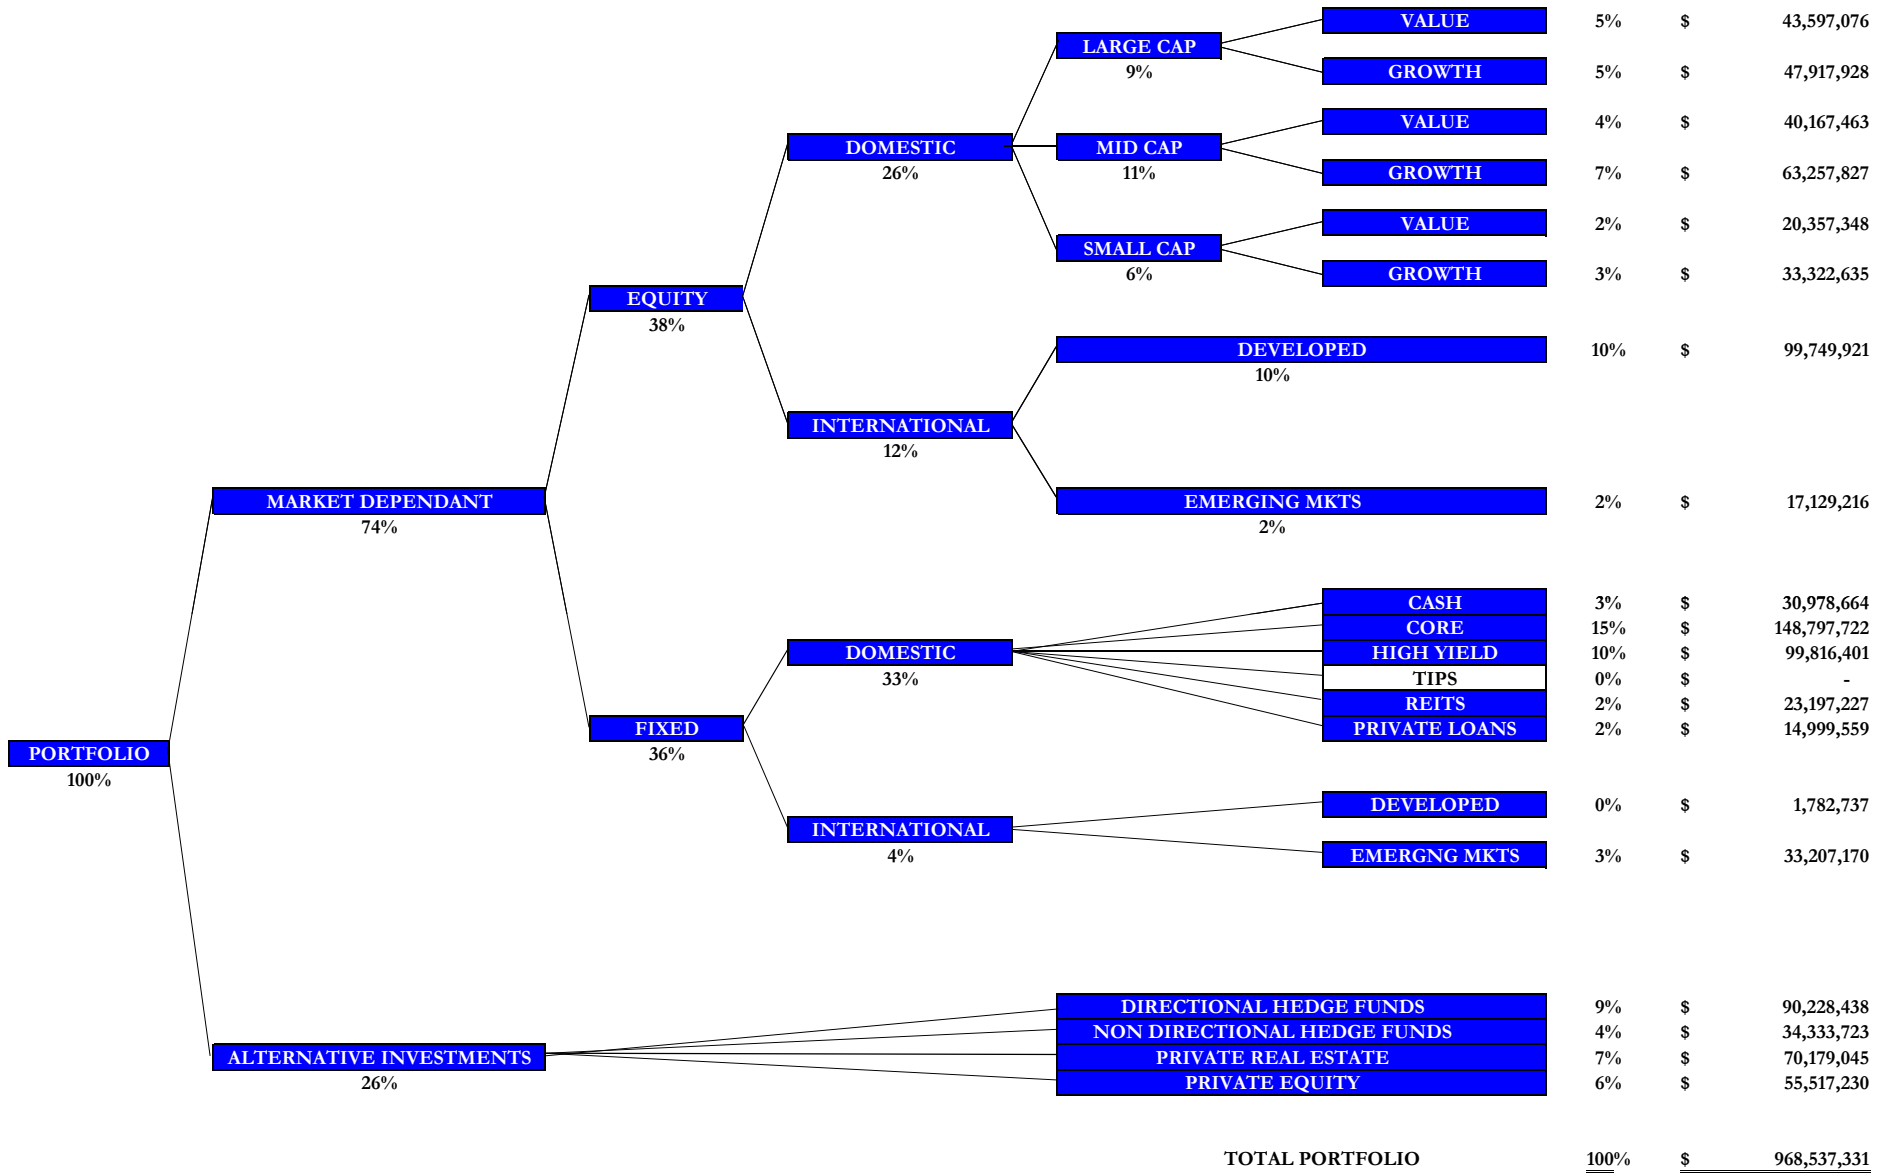 VALUE 5% $ 43,597,076
LARGE CAP
9% GROWTH 5% $ 47,917,928
VALUE 4% $ 40,167,463
DOMESTIC MID CAP
26% 11% GROWTH 7% $ 63,257,827
VALUE 2% $ 20,357,348
SMALL CAP
6% GROWTH 3% $ 33,322,635
EQUITY
38%
DEVELOPED 10% $ 99,749,921
10%
INTERNATIONAL
12%
MARKET DEPENDANT EMERGING MKTS 2% $ 17,129,216
74% 2%
CASH 3% $ 30,978,664
CORE 15% $ 148,797,722
DOMESTIC HIGH YIELD 10% $ 99,816,401
33% TIPS 0% $ -
REITS 2% $ 23,197,227
FIXED PRIVATE LOANS 2% $ 14,999,559
PORTFOLIO 36%
100%
DEVELOPED 0% $ 1,782,737
INTERNATIONAL
4% EMERGNG MKTS 3% $ 33,207,170
DIRECTIONAL HEDGE FUNDS 9% $ 90,228,438
NON DIRECTIONAL HEDGE FUNDS 4% $ 34,333,723
ALTERNATIVE INVESTMENTS PRIVATE REAL ESTATE 7% $ 70,179,045
26% PRIVATE EQUITY 6% $ 55,517,230
TOTAL PORTFOLIO 100% $ 968,537,331